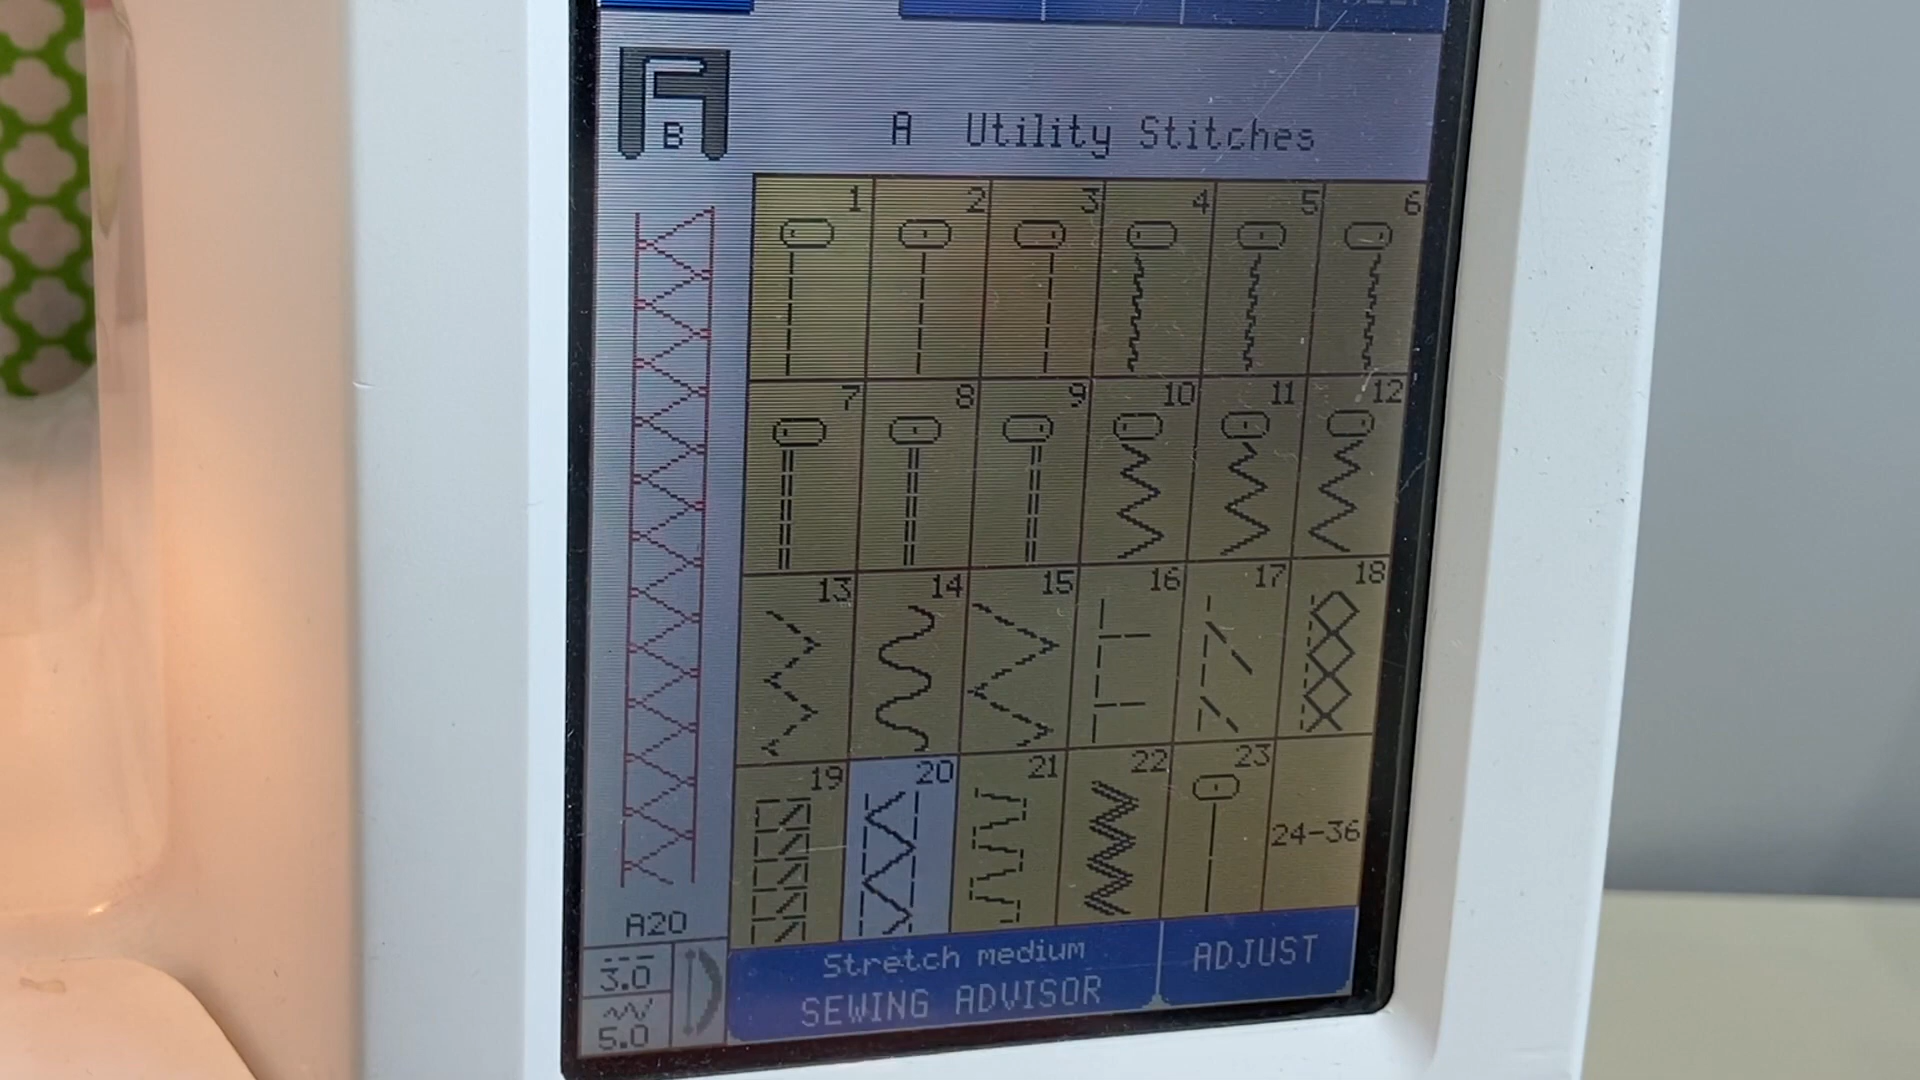 B
A Utility Stitches
1 2 3 4 5 6
7 8 9 10 11 12
13 14 15 16 17 18
19 20 21 22 23
24-36
A20
3.0
5.0
Stretch medium
SEWING ADVISOR
ADJUST